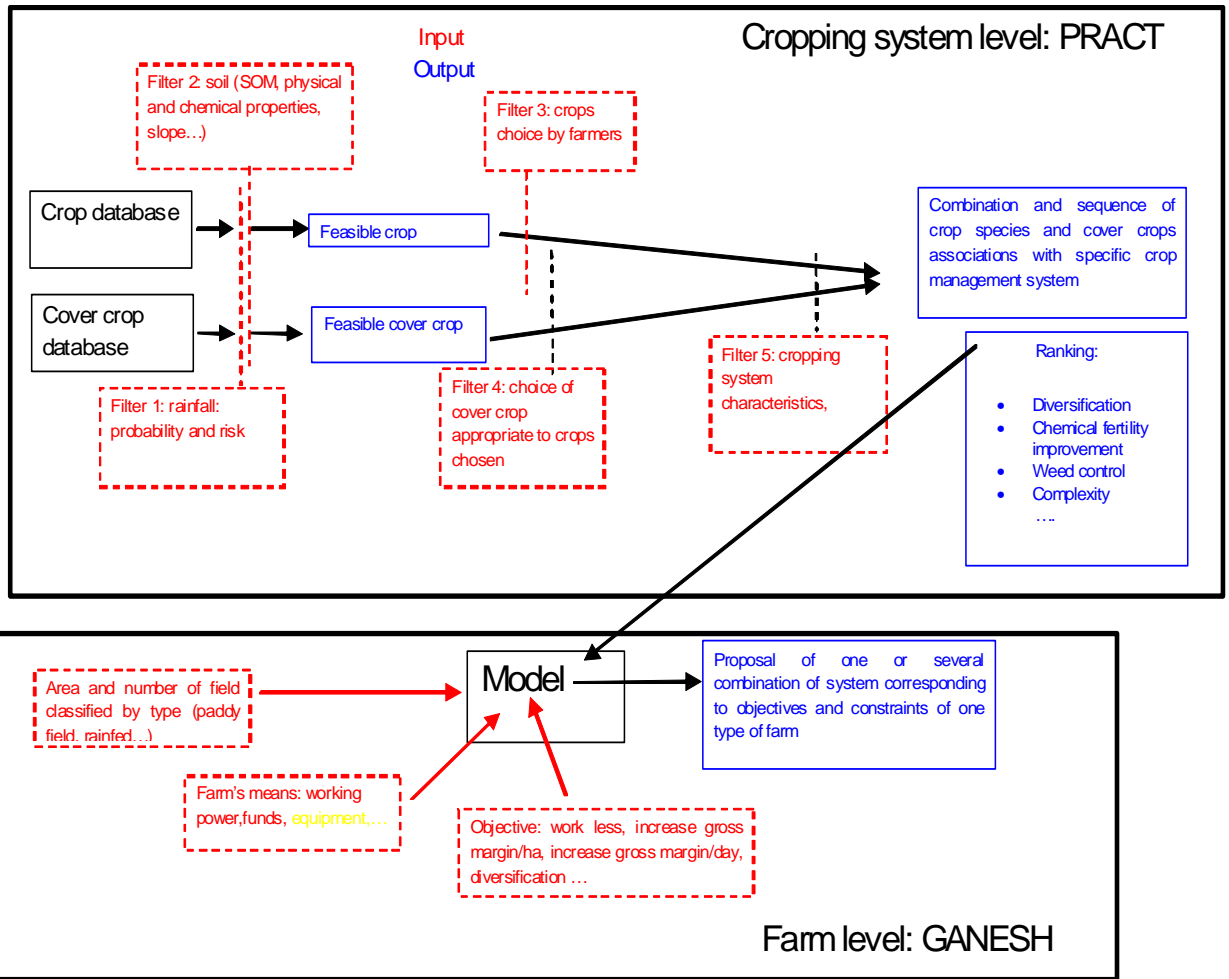 Cropping system level: PRACT
Input
Output
Filter 2: soil (SOM, physical
and chemical properties,
slope…)
Filter 3: crops
choice by farmers
Crop database
Feasible crop
Combination and sequence of
crop species and cover crops
associations with specific crop
management system
Cover crop
database
Feasible cover crop
Filter 1: rainfall:
probability and risk
Filter 4: choice of
cover crop
appropriate to crops
chosen
Filter 5: cropping
system
characteristics,
Ranking:
• Diversification
• Chemical fertility
improvement
• Weed control
• Complexity
….
Area and number of field
classified by type (paddy
field, rainfed…)
Model
Proposal of one or several
combination of system corresponding
to objectives and constraints of one
type of farm
Farm's means: working
power,funds, equipment,…
Objective: work less, increase gross
margin/ha, increase gross margin/day,
diversification …
Farm level: GANESH